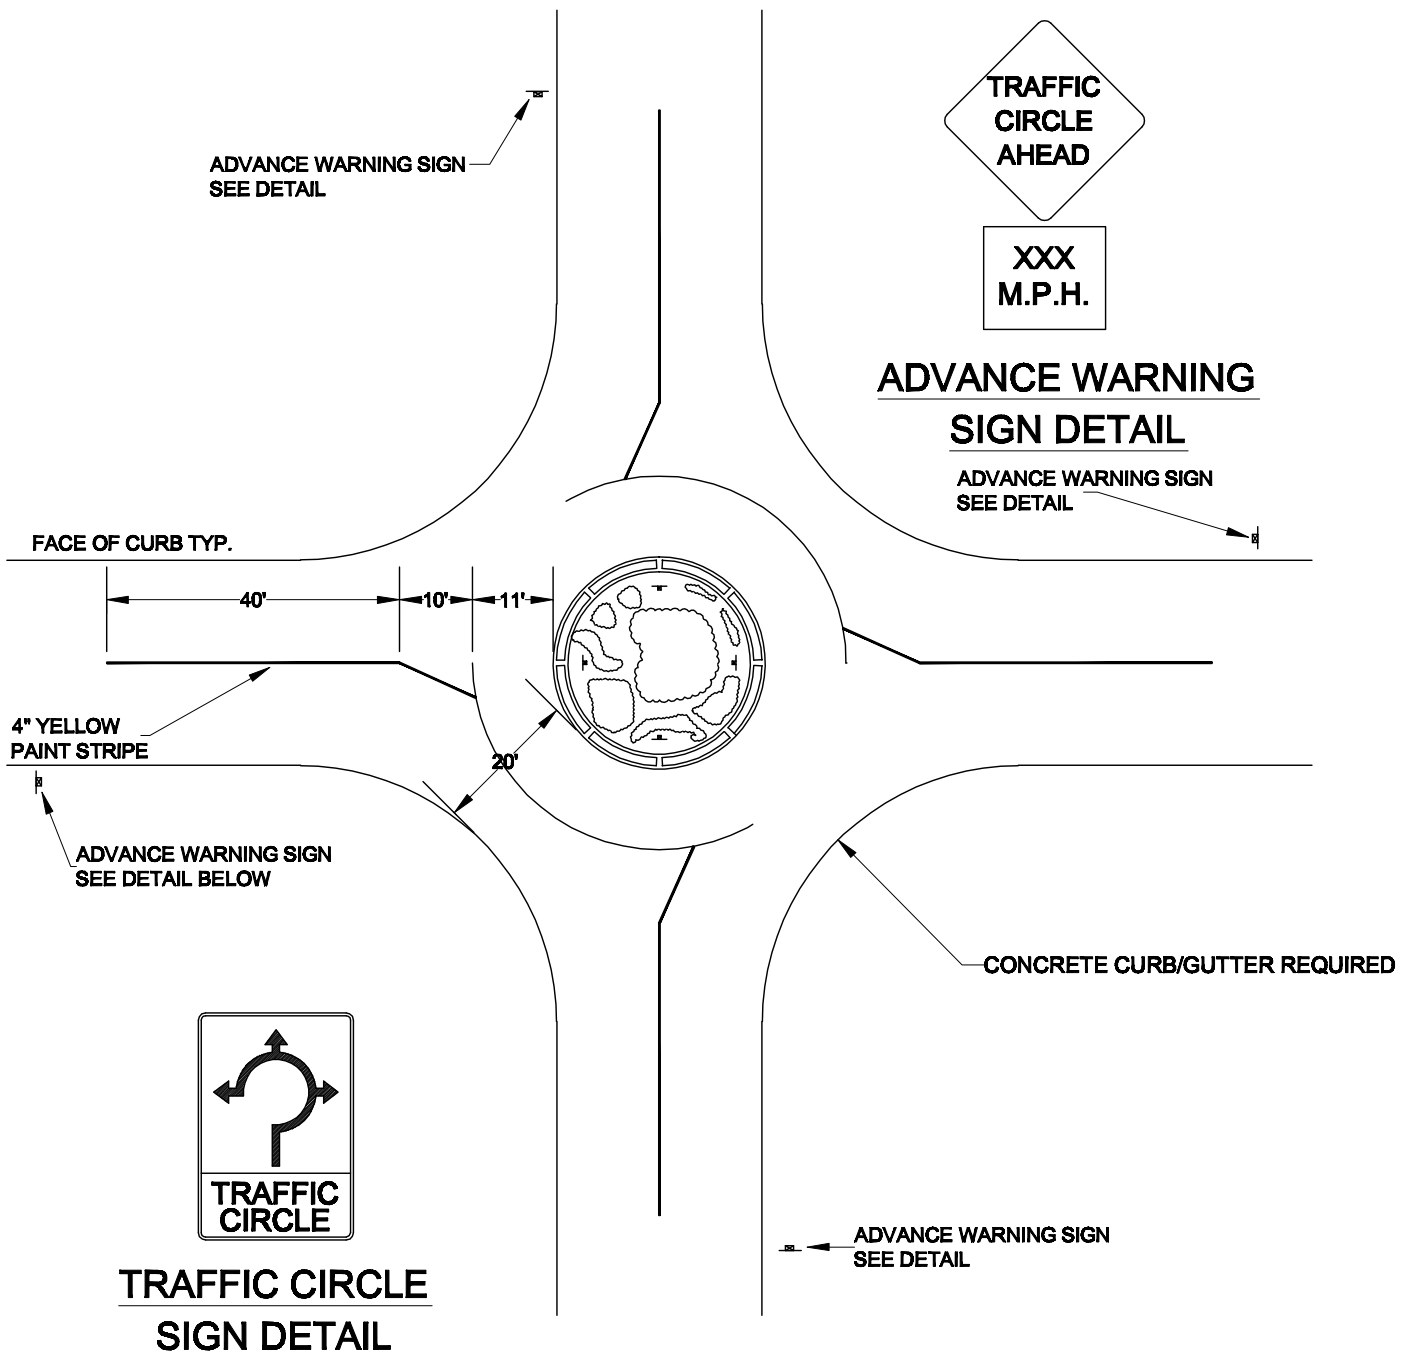 TRAFFIC
CIRCLE
AHEAD
XXX
M.P.H.
ADVANCE WARNING
SIGN DETAIL
ADVANCE WARNING SIGN
SEE DETAIL
ADVANCE WARNING SIGN
SEE DETAIL
FACE OF CURB TYP.
40'
10'
11'
4" YELLOW
PAINT STRIPE
20'
ADVANCE WARNING SIGN
SEE DETAIL BELOW
CONCRETE CURB/GUTTER REQUIRED
TRAFFIC
CIRCLE
TRAFFIC CIRCLE
SIGN DETAIL
ADVANCE WARNING SIGN
SEE DETAIL